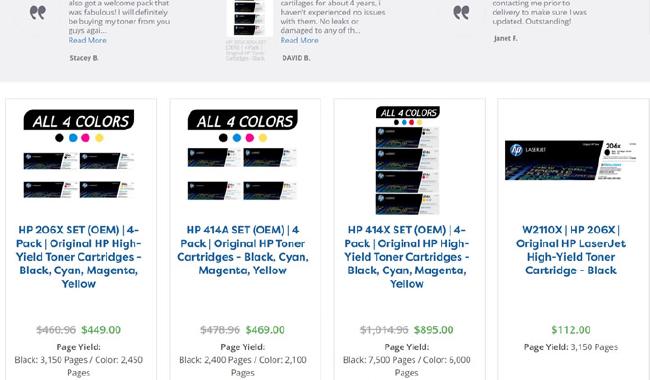 also got a welcome pack that
was fabulous! I will definitely
be buying my toner from you
guys agai...
Read More
Stacey B.
cartilages for about 4 years, i
haven't experienced no issues
with them. No leaks or
damaged to any of th...
Read More
DAVID B.
contacting me prior to
delivery to make sure I was
updated. Outstanding!
Janet F.
ALL 4 COLORS
HP 206X SET (OEM) | 4-
Pack | Original HP High-
Yield Toner Cartridges -
Black, Cyan, Magenta,
Yellow
$460.96 $449.00
Page Yield:
Black: 3,150 Pages / Color: 2,450
Pages
ALL 4 COLORS
HP 414A SET (OEM) | 4
Pack | Original HP Toner
Cartridges - Black, Cyan,
Magenta, Yellow
$478.96 $469.00
Page Yield:
Black: 2,400 Pages / Color: 2,100
Pages
ALL 4 COLORS
HP 414X SET (OEM) | 4-
Pack | Original HP High-
Yield Toner Cartridges -
Black, Cyan, Magenta,
Yellow
$1,014.96 $895.00
Page Yield:
Black: 7,500 Pages / Color: 6,000
Pages
hp LASERJET
206x
W2110X | HP 206X |
Original HP LaserJet
High-Yield Toner
Cartridge - Black
$112.00
Page Yield: 3,150 Pages